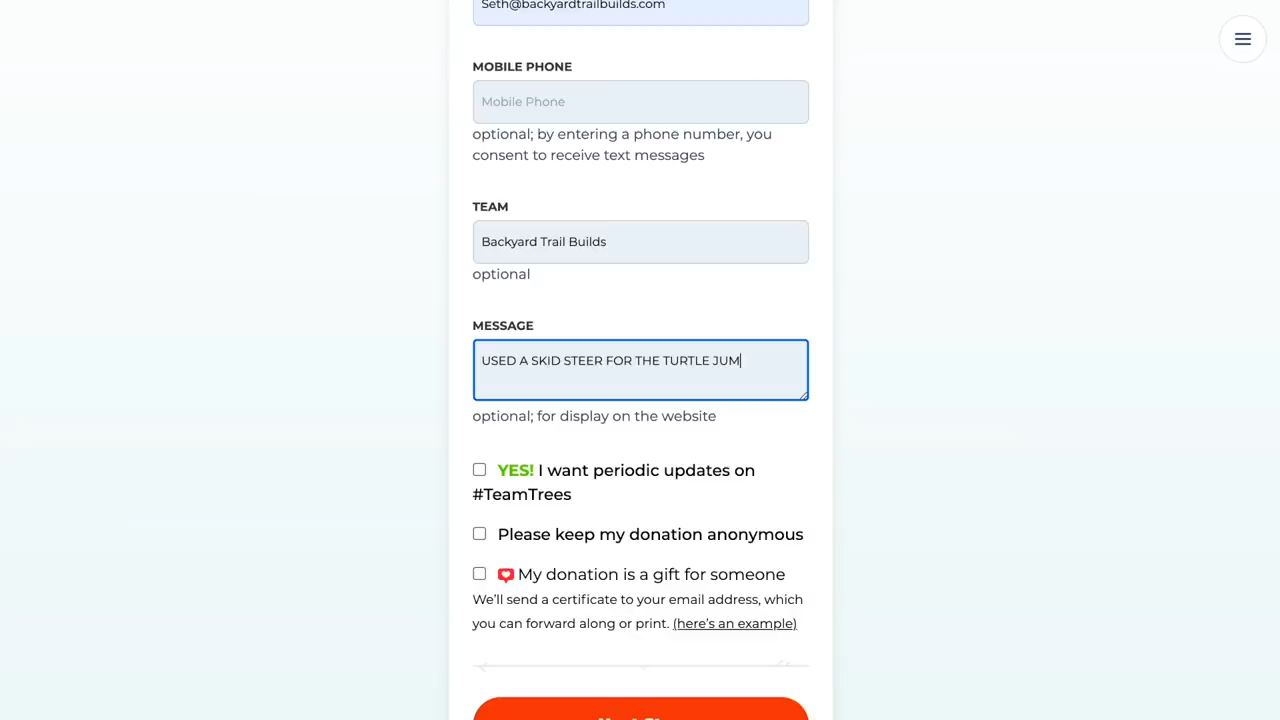 Seth@backyardtrailbuilds.com
MOBILE PHONE
Mobile Phone
optional; by entering a phone number, you
consent to receive text messages
TEAM
Backyard Trail Builds
optional
MESSAGE
USED A SKID STEER FOR THE TURTLE JUM
optional; for display on the website
YES! I want periodic updates on
#TeamTrees
Please keep my donation anonymous
My donation is a gift for someone
We'll send a certificate to your email address, which
you can forward along or print. (here's an example)